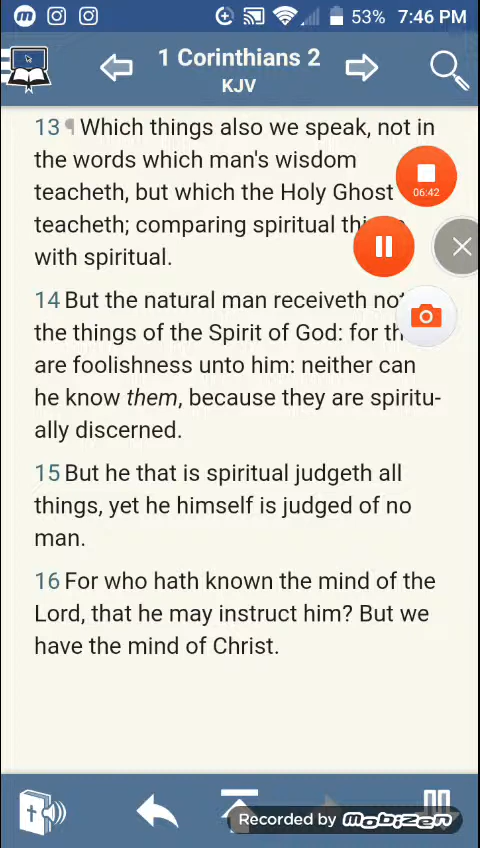 53% 7:46 PM
1 Corinthians 2
KJV
13 ¶ Which things also we speak, not in
the words which man's wisdom
teacheth, but which the Holy Ghost
06:42
teacheth; comparing spiritual
with spiritual.
14 But the natural man receiveth
the things of the Spirit of God: for
are foolishness unto him: neither can
he know them, because they are spiritu-
ally discerned.
15 But he that is spiritual judgeth all
things, yet he himself is judged of no
man.
16 For who hath known the mind of the
Lord, that he may instruct him? But we
have the mind of Christ.
Recorded by Mobizen